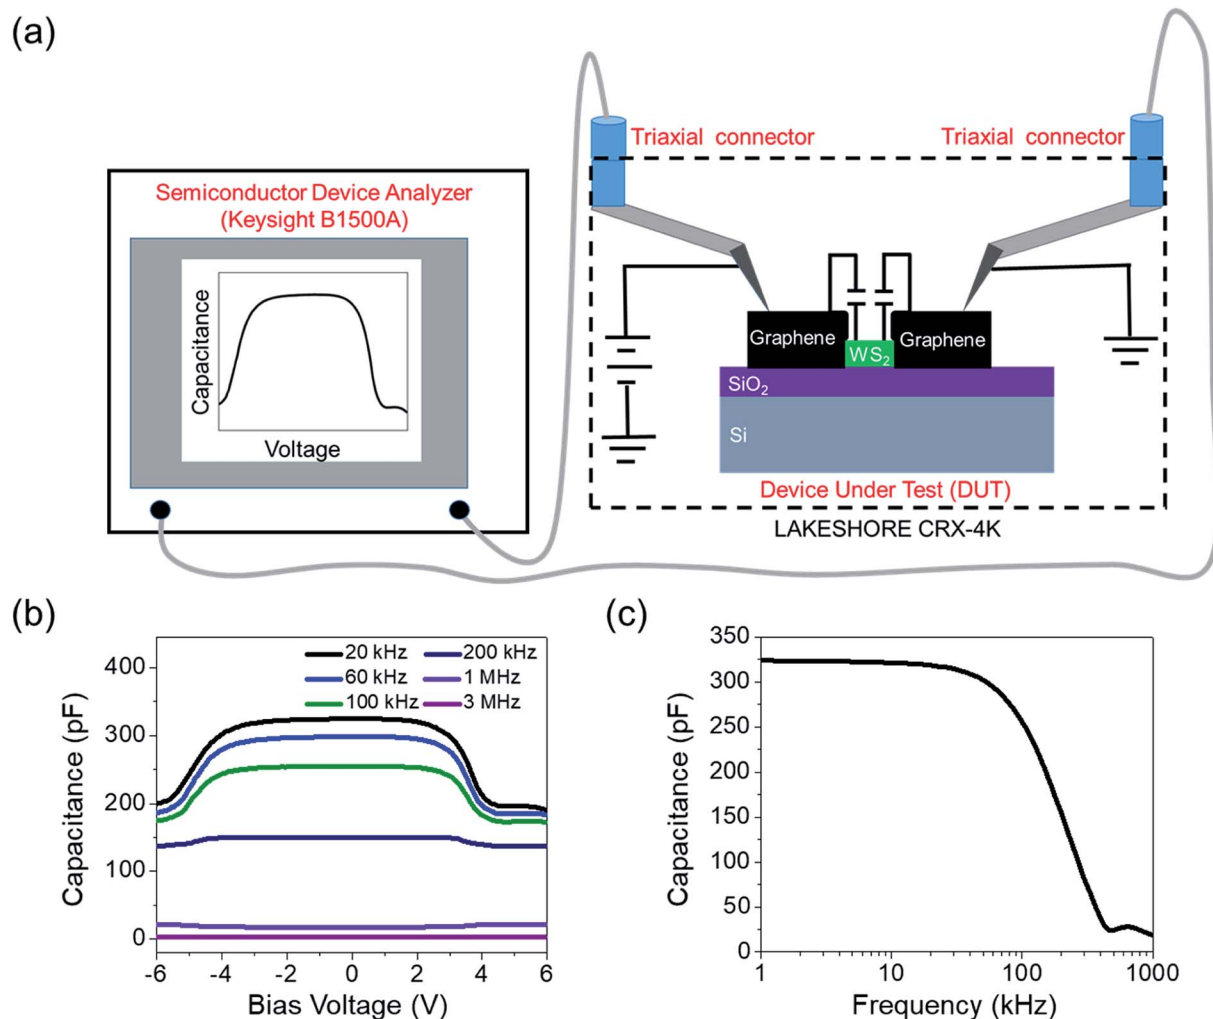 (a)
Triaxial connector
Triaxial connector
Semiconductor Device Analyzer
(Keysight B1500A)
Capacitance
Voltage
Graphene
WS₂
Graphene
SiO₂
Si
Device Under Test (DUT)
LAKESHORE CRX-4K
(b)
20 kHz
200 kHz
60 kHz
1 MHz
100 kHz
3 MHz
Capacitance (pF)
400
300
200
100
0
-6 -4 -2 0 2 4 6
Bias Voltage (V)
(c)
Capacitance (pF)
350
300
250
200
150
100
50
0
1 10 100 1000
Frequency (kHz)